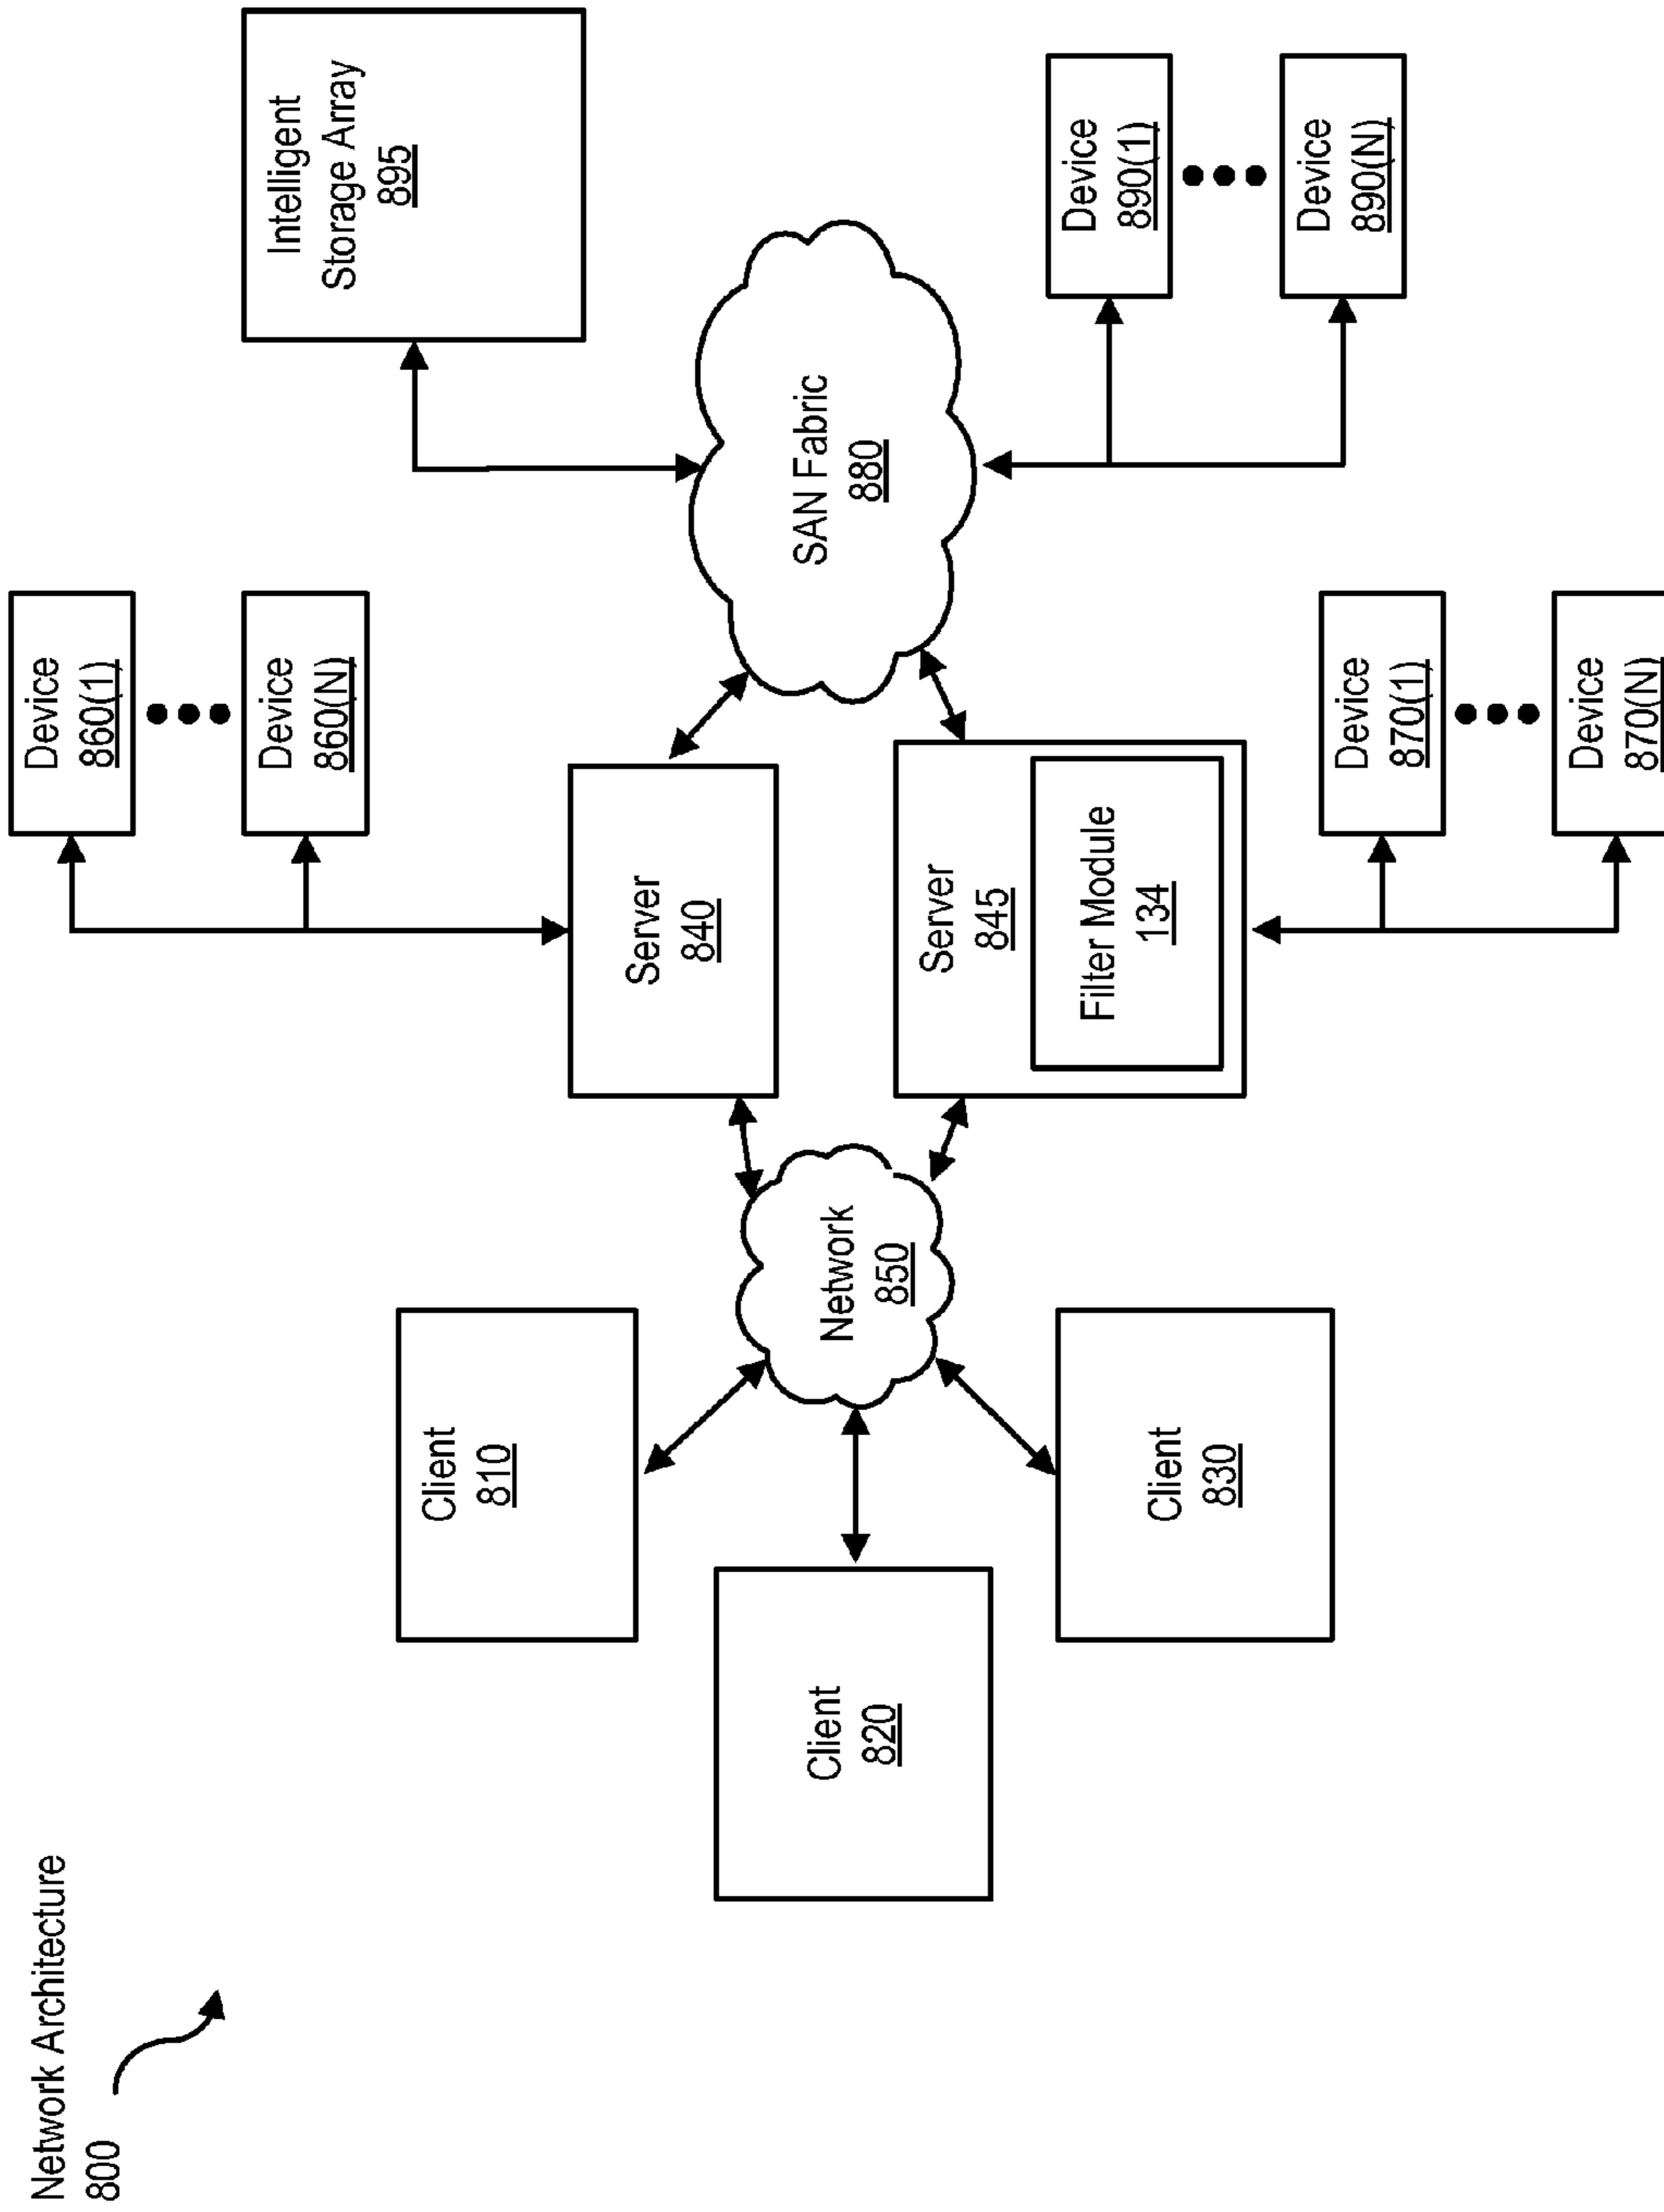 Network Architecture
800
Device
860(1)
Device
860(N)
Intelligent
Storage Array
895
Client
810
Server
840
Client
820
Network
850
SAN Fabric
880
Server
845
Filter Module
134
Client
830
Device
890(1)
Device
890(N)
Device
870(1)
Device
870(N)